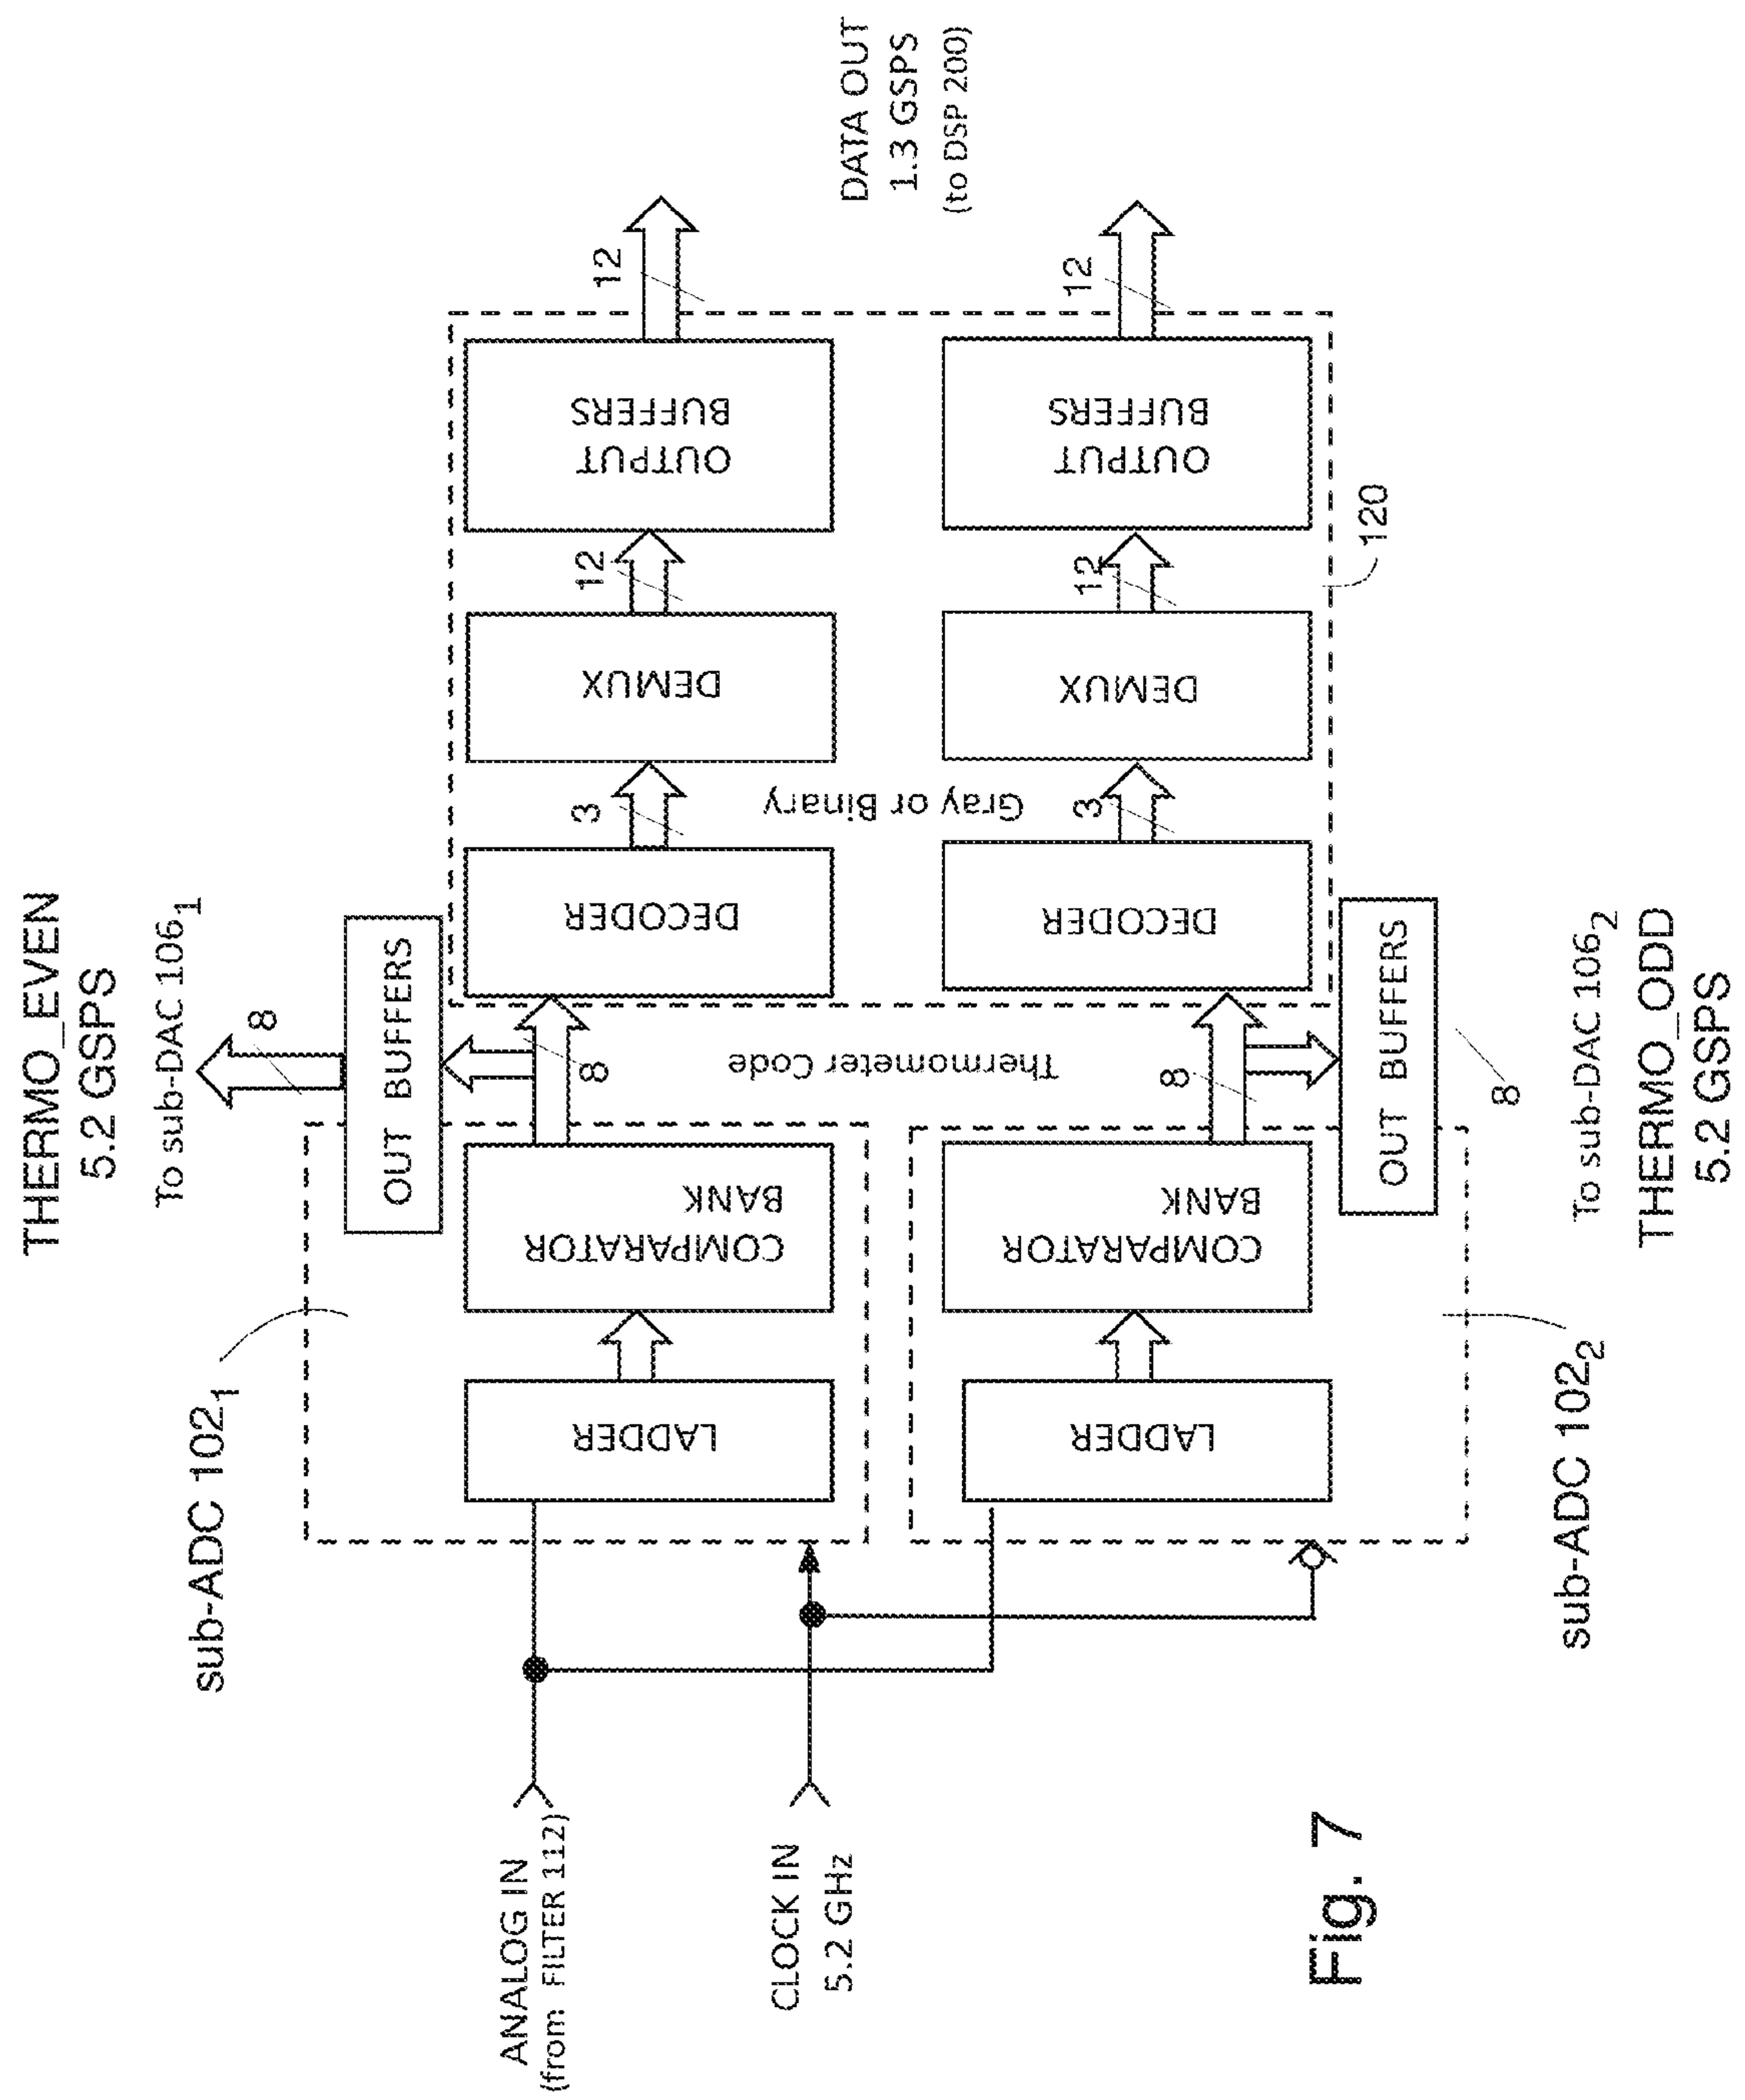 THERMO_EVEN
5.2 GSPS
To sub-DAC 106₁
8
sub-ADC 102₁
OUT BUFFERS
ANALOG IN
(from FILTER 112)
LADDER
COMPARATOR
BANK
8
DECODER
3
DEMUX
12
OUTPUT
BUFFERS
12
Thermometer Code
Gray or Binary
DATA OUT
1.3 GSPS
(to DSP 200)
CLOCK IN
5.2 GHz
LADDER
COMPARATOR
BANK
8
DECODER
3
DEMUX
12
OUTPUT
BUFFERS
12
120
OUT BUFFERS
8
sub-ADC 102₂
To sub-DAC 106₂
THERMO_ODD
5.2 GSPS
Fig. 7